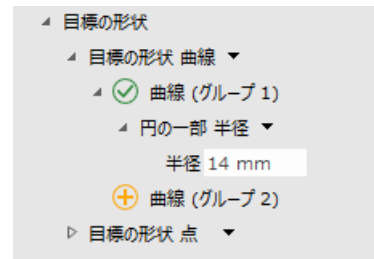 目標の形状
目標の形状 曲線
曲線 (グループ 1)
円の一部 半径
半径 14 mm
曲線 (グループ 2)
目標の形状 点